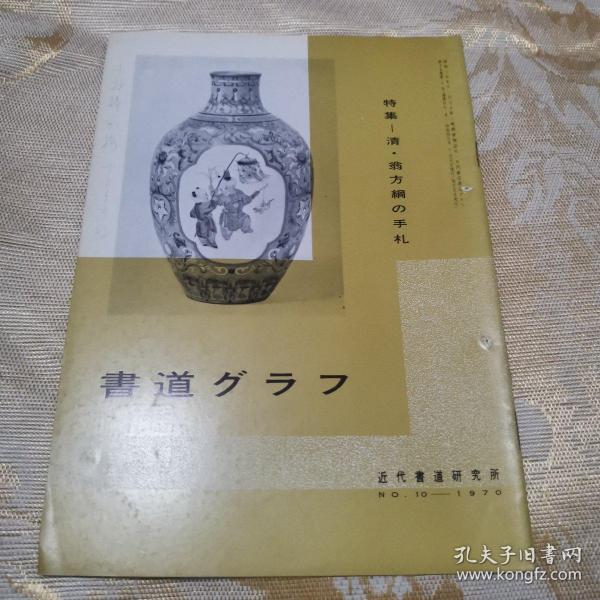 特集—清・翁方綱の手札
書道グラフ
近代書道研究所
NO.10—1970
孔夫子旧书网
www.kongfz.com